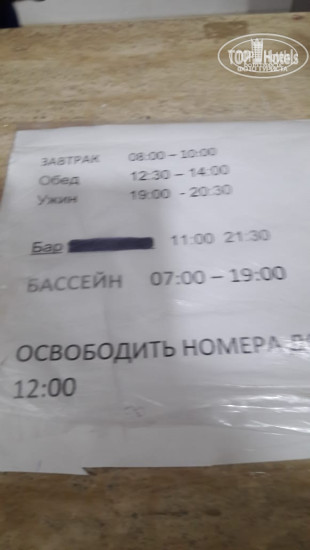 TOP Hotels
ЗАВТРАК 08:00 – 10:00
Обед 12:30 – 14:00
Ужин 19:00 - 20:30
Бар 11:00 21:30
БАССЕЙН 07:00 – 19:00
ОСВОБОДИТЬ НОМЕРА ДО
12:00